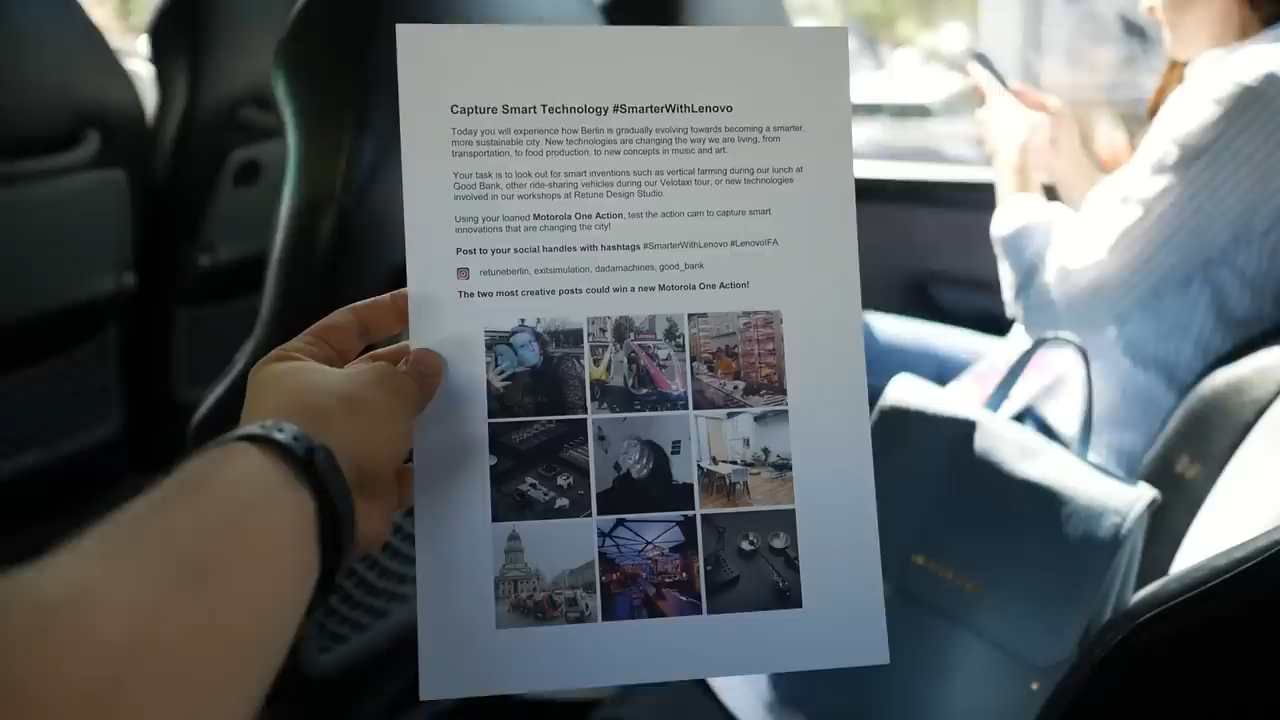 Capture Smart Technology #SmarterWithLenovo
Today you will experience how Berlin is gradually evolving towards becoming a smarter,
more sustainable city. New technologies are changing the way we are living, from
transportation, to food production, to new concepts in music and art.
Your task is to look out for smart inventions such as vertical farming during our lunch at
Good Bank, other ride-sharing vehicles during our Velotaxi tour, or new technologies
involved in our workshops at Retune Design Studio
Using your loaned Motorola One Action, test the action cam to capture smart
innovations that are changing the city!
Post to your social handles with hashtags #SmarterWithLenovo #LenovoIFA
retuneberlin, exitsimulation, dadamachines, good_bank
The two most creative posts could win a new Motorola One Action!